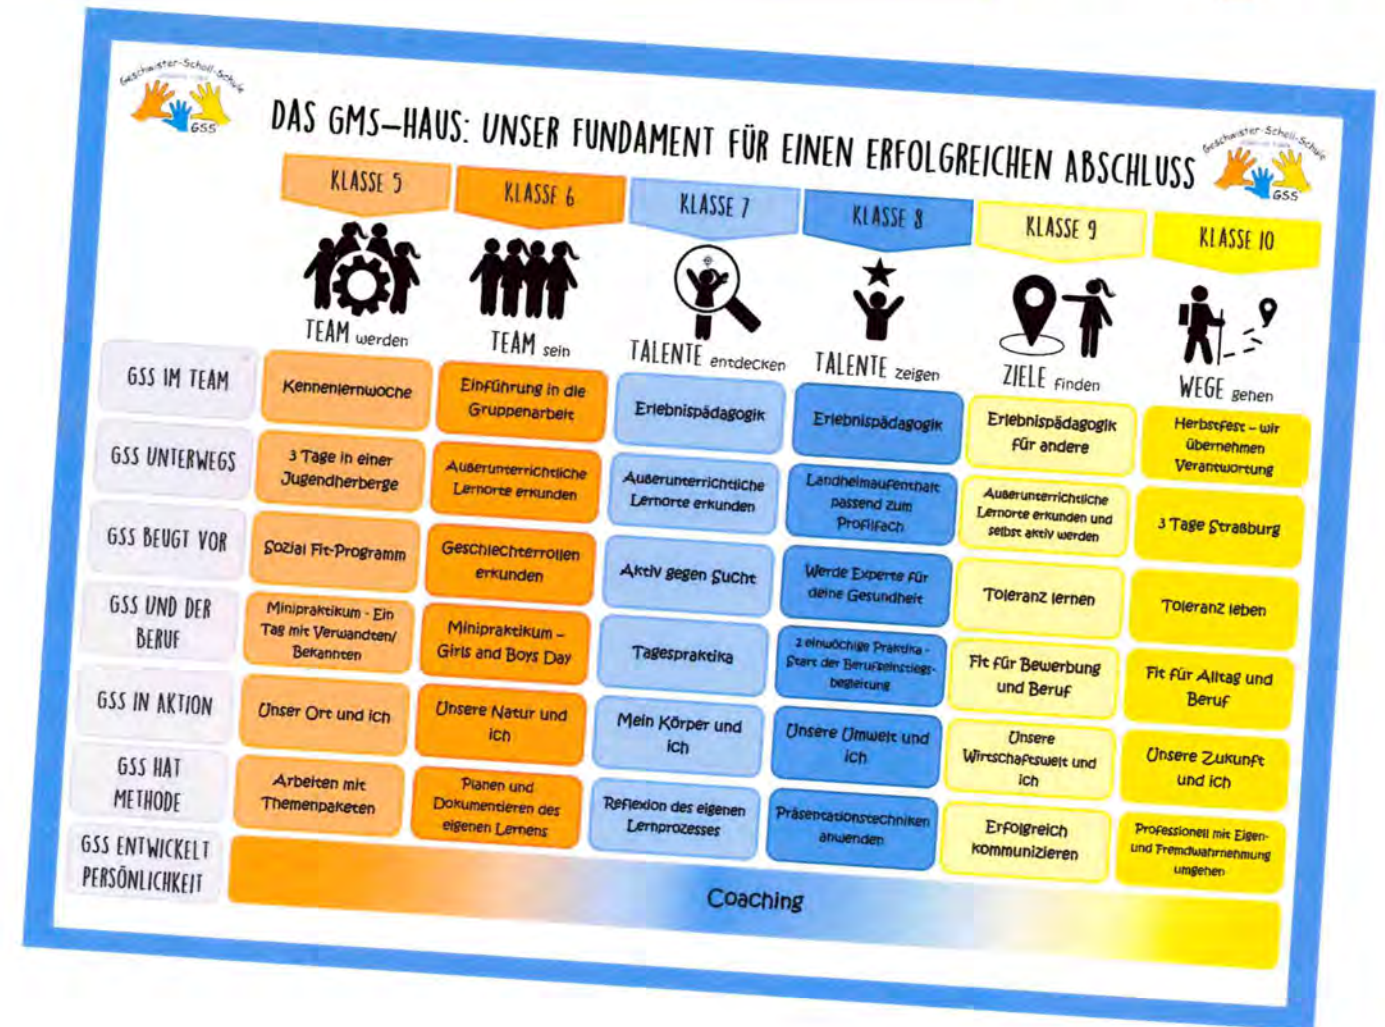 Geschwister-Scholl-Schule
GSS
DAS GMS-HAUS: UNSER FUNDAMENT FÜR EINEN ERFOLGREICHEN ABSCHLUSS
Geschwister-Scholl-Schule
GSS
KLASSE 5
KLASSE 6
KLASSE 7
KLASSE 8
KLASSE 9
KLASSE 10
TEAM werden
TEAM sein
TALENTE entdecken
TALENTE zeigen
ZIELE finden
WEGE gehen
GSS IM TEAM
Kennenlernwoche
Einführung in die
Gruppenarbeit
Erlebnispädagogik
Erlebnispädagogik
Erlebnispädagogik
für andere
Herbstfest – wir
übernehmen
Verantwortung
GSS UNTERWEGS
3 Tage in einer
Jugendherberge
Außerunterrichtliche
Lernorte erkunden
Außerunterrichtliche
Lernorte erkunden
Landheimaufenthalt
passend zum
Profilfach
Außerunterrichtliche
Lernorte erkunden und
selbst aktiv werden
3 Tage Straßburg
GSS BEUGT VOR
Sozial Fit-Programm
Geschlechterrollen
erkunden
Aktiv gegen Sucht
Werde Experte für
deine Gesundheit
Toleranz lernen
Toleranz leben
GSS UND DER
BERUF
Minipraktikum - Ein
Tag mit Verwandten/
Bekannten
Minipraktikum –
Girls and Boys Day
Tagespraktika
2 einwöchige Praktika -
Start der Berufseinstiegs-
begleitung
Fit für Bewerbung
und Beruf
Fit für Alltag und
Beruf
GSS IN AKTION
Unser Ort und ich
Unsere Natur und
ich
Mein Körper und
ich
Unsere Umwelt und
ich
Unsere
Wirtschaftswelt und
ich
Unsere Zukunft
und ich
GSS HAT
METHODE
Arbeiten mit
Themenpaketen
Planen und
Dokumentieren des
eigenen Lernens
Reflexion des eigenen
Lernprozesses
Präsentationstechniken
anwenden
Erfolgreich
kommunizieren
Professionell mit Eigen-
und Fremdwahrnehmung
umgehen
GSS ENTWICKELT
PERSÖNLICHKEIT
Coaching